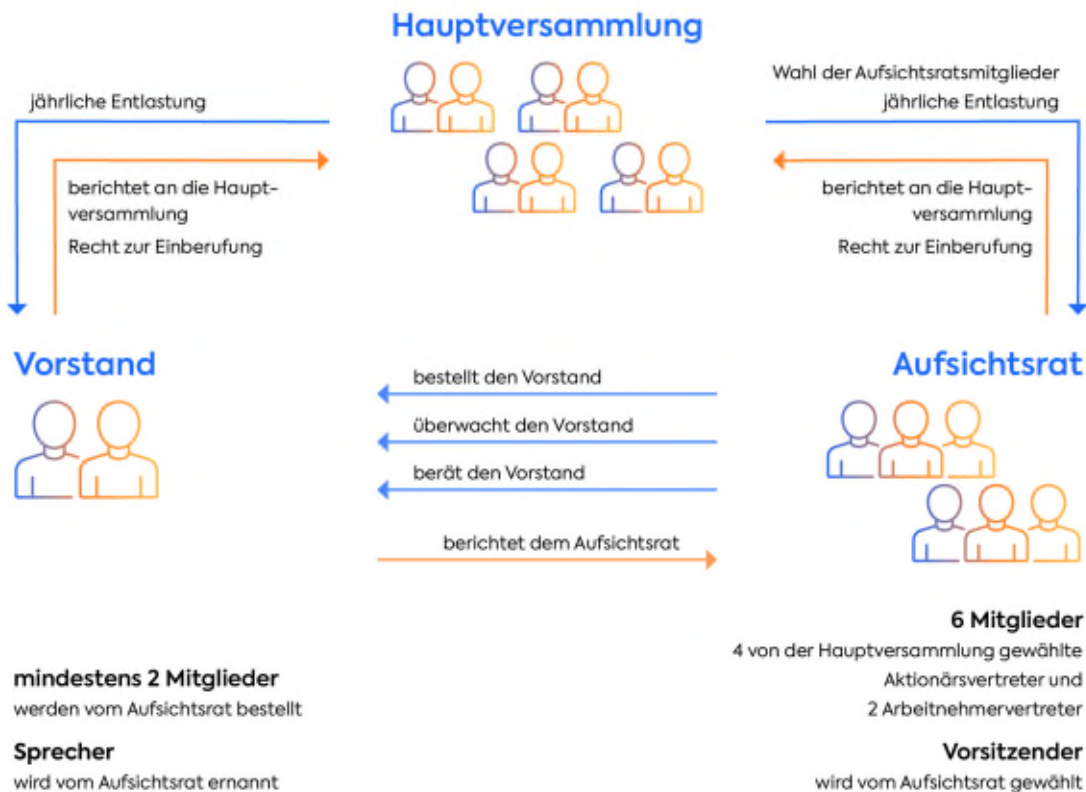 Hauptversammlung
jährliche Entlastung
Wahl der Aufsichtsratsmitglieder
jährliche Entlastung
berichtet an die Haupt-
versammlung
Recht zur Einberufung
berichtet an die Haupt-
versammlung
Recht zur Einberufung
Vorstand
Aufsichtsrat
bestellt den Vorstand
überwacht den Vorstand
berät den Vorstand
berichtet dem Aufsichtsrat
mindestens 2 Mitglieder
werden vom Aufsichtsrat bestellt
Sprecher
wird vom Aufsichtsrat ernannt
6 Mitglieder
4 von der Hauptversammlung gewählte
Aktionärsvertreter und
2 Arbeitnehmervertreter
Vorsitzender
wird vom Aufsichtsrat gewählt